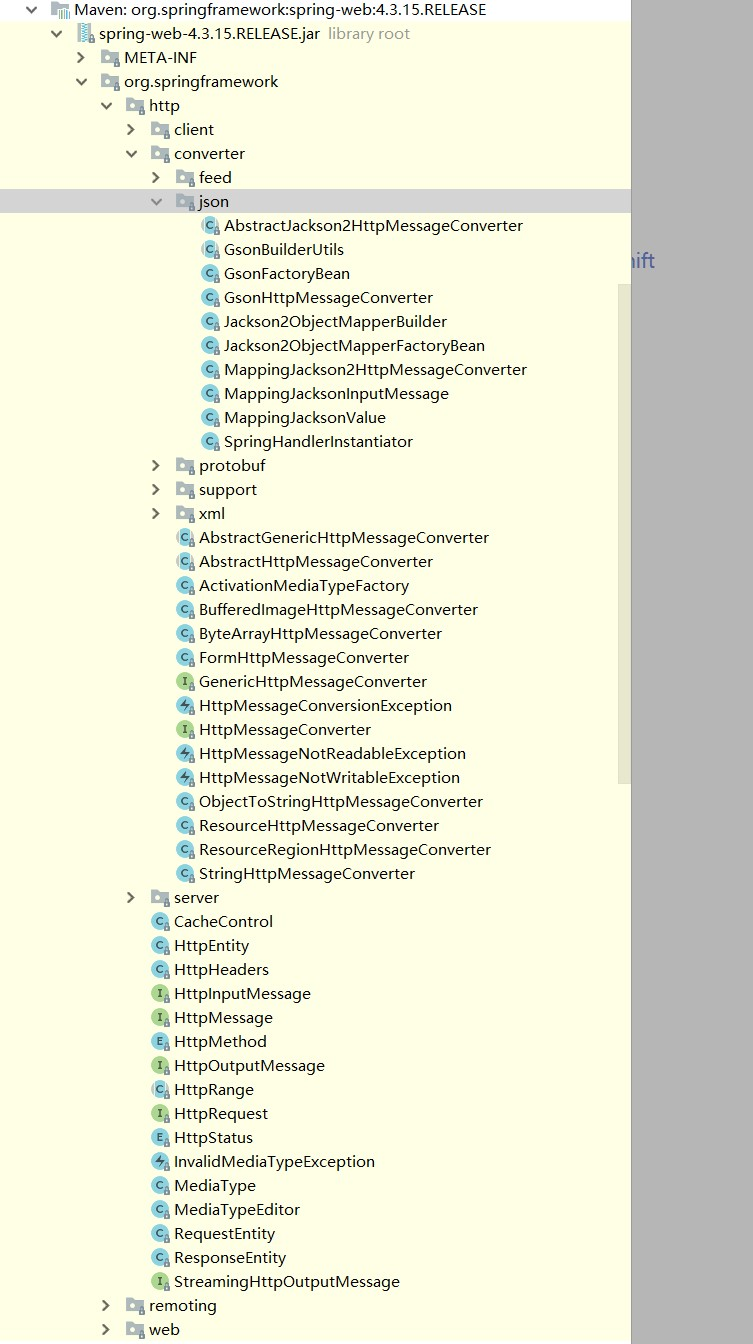 Maven: org.springframework:spring-web:4.3.15.RELEASE
spring-web-4.3.15.RELEASE.jar library root
META-INF
org.springframework
http
client
converter
feed
json
AbstractJackson2HttpMessageConverter
GsonBuilderUtils
GsonFactoryBean
GsonHttpMessageConverter
Jackson2ObjectMapperBuilder
Jackson2ObjectMapperFactoryBean
MappingJackson2HttpMessageConverter
MappingJacksonInputMessage
MappingJacksonValue
SpringHandlerInstantiator
protobuf
support
xml
AbstractGenericHttpMessageConverter
AbstractHttpMessageConverter
ActivationMediaTypeFactory
BufferedImageHttpMessageConverter
ByteArrayHttpMessageConverter
FormHttpMessageConverter
GenericHttpMessageConverter
HttpMessageConversionException
HttpMessageConverter
HttpMessageNotReadableException
HttpMessageNotWritableException
ObjectToStringHttpMessageConverter
ResourceHttpMessageConverter
ResourceRegionHttpMessageConverter
StringHttpMessageConverter
server
CacheControl
HttpEntity
HttpHeaders
HttpInputMessage
HttpMessage
HttpMethod
HttpOutputMessage
HttpRange
HttpRequest
HttpStatus
InvalidMediaTypeException
MediaType
MediaTypeEditor
RequestEntity
ResponseEntity
StreamingHttpOutputMessage
remoting
web